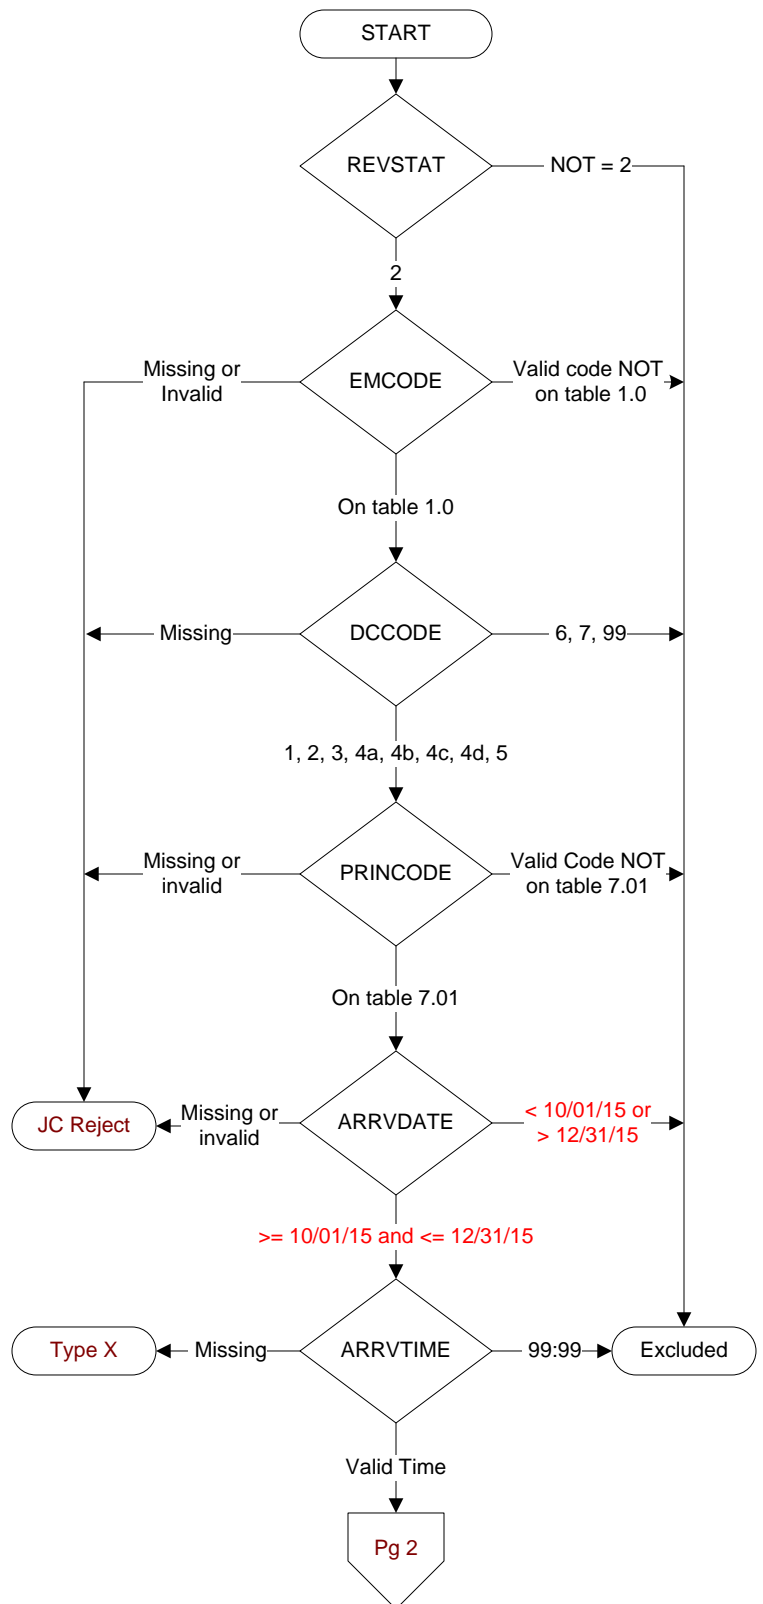 START
REVSTAT
NOT = 2
2
Missing or
Invalid
EMCODE
Valid code NOT
on table 1.0
On table 1.0
Missing
DCCODE
6, 7, 99
1, 2, 3, 4a, 4b, 4c, 4d, 5
Missing or
invalid
PRINCODE
Valid Code NOT
on table 7.01
On table 7.01
JC Reject
Missing or
invalid
ARRVDATE
< 10/01/15 or
> 12/31/15
>= 10/01/15 and <= 12/31/15
Type X
Missing
ARRVTIME
99:99
Excluded
Valid Time
Pg 2